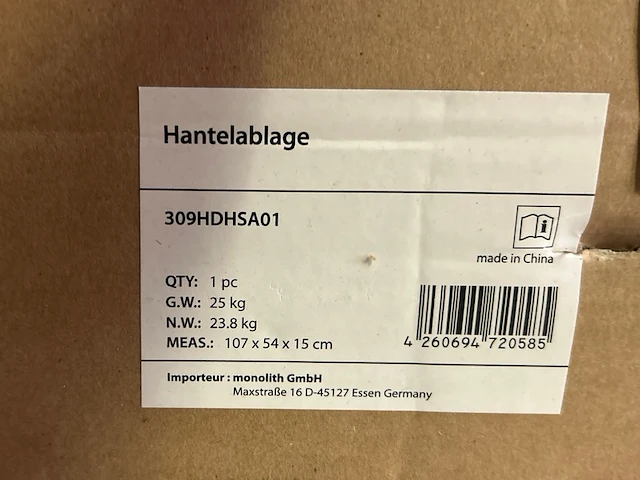 Hantelablage
309HDHSA01
made in China
QTY: 1 pc
G.W.: 25 kg
N.W.: 23.8 kg
MEAS.: 107 x 54 x 15 cm
4 260694 720585
Importeur : monolith GmbH
Maxstraße 16 D-45127 Essen Germany